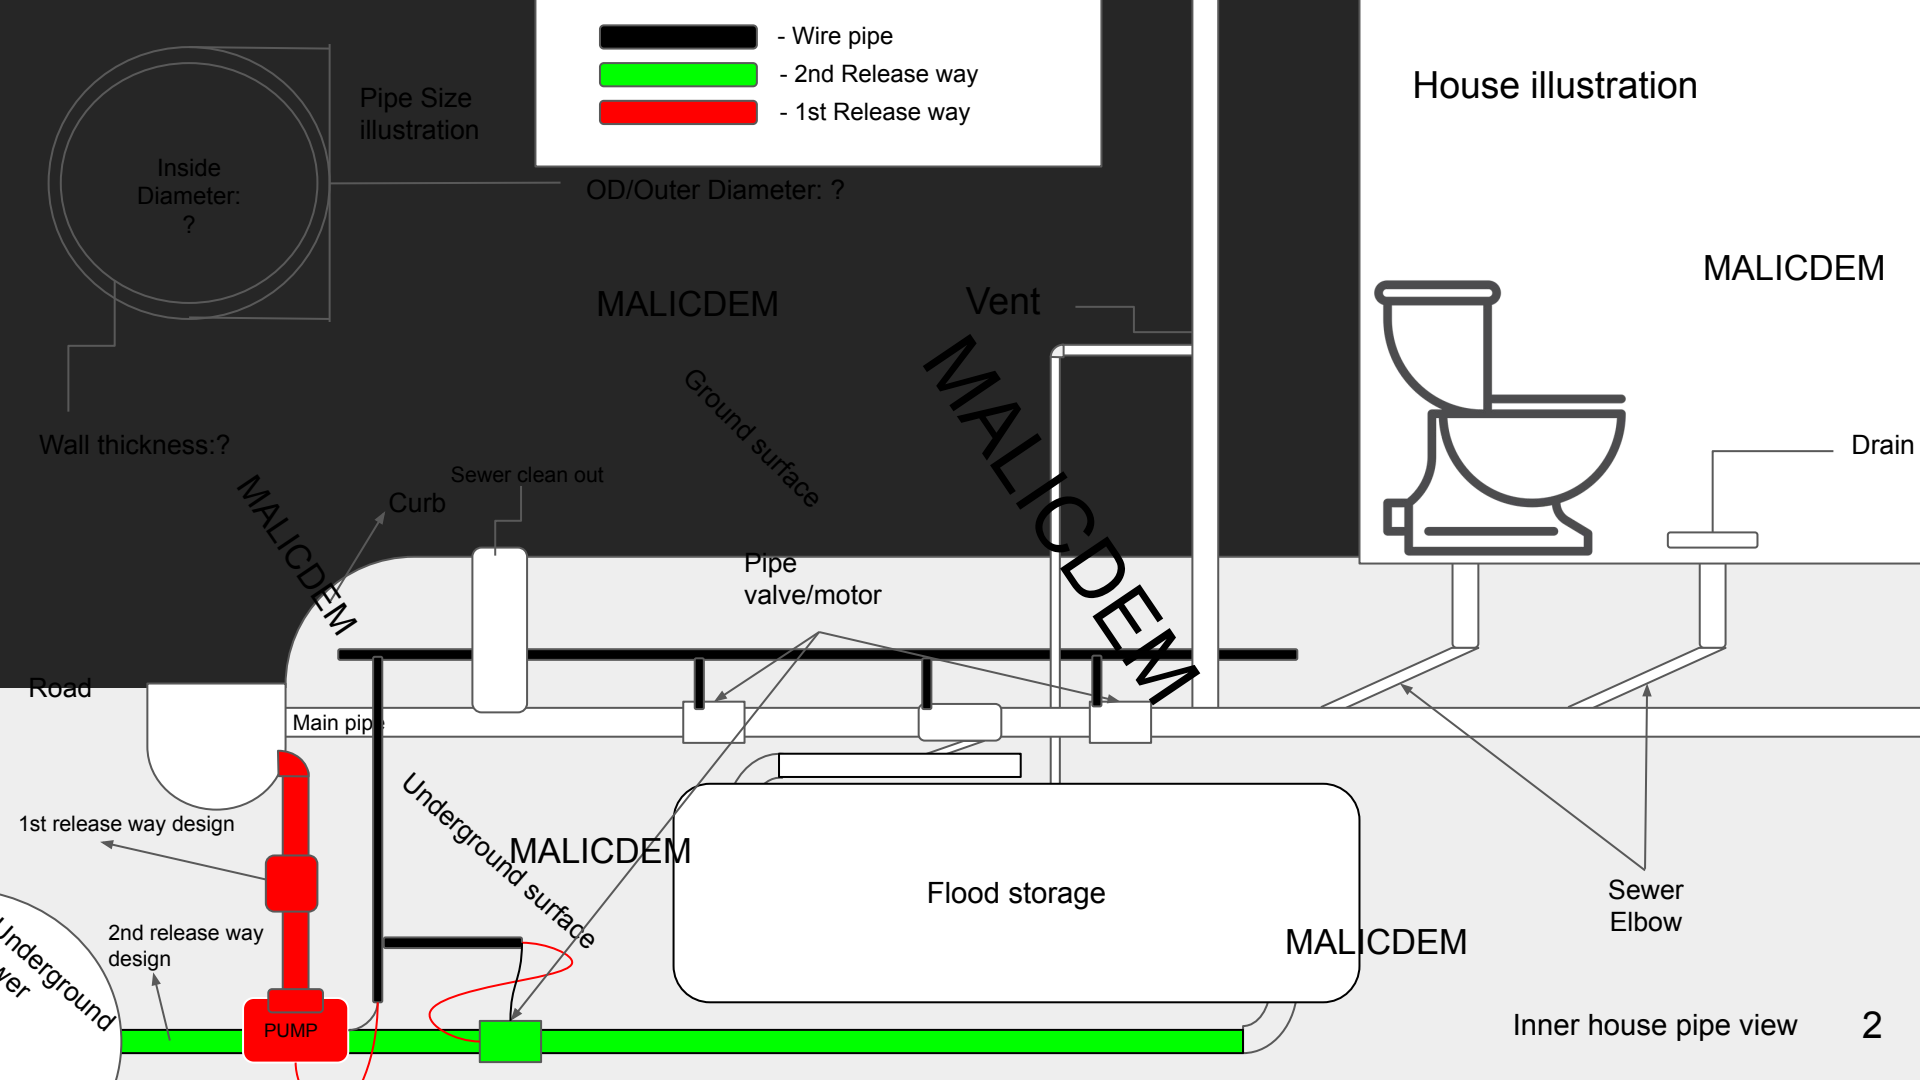 - Wire pipe
- 2nd Release way
- 1st Release way
House illustration
Pipe Size
illustration
Inside
Diameter:
?
OD/Outer Diameter: ?
MALICDEM
MALICDEM
Vent
Ground surface
MALICDEM
Wall thickness:?
Sewer clean out
Curb
MALICDEM
Drain
Pipe
valve/motor
Road
Main pipe
1st release way design
Underground surface
MALICDEM
Flood storage
Sewer
Elbow
2nd release way
design
Underground
MALICDEM
PUMP
Inner house pipe view
2